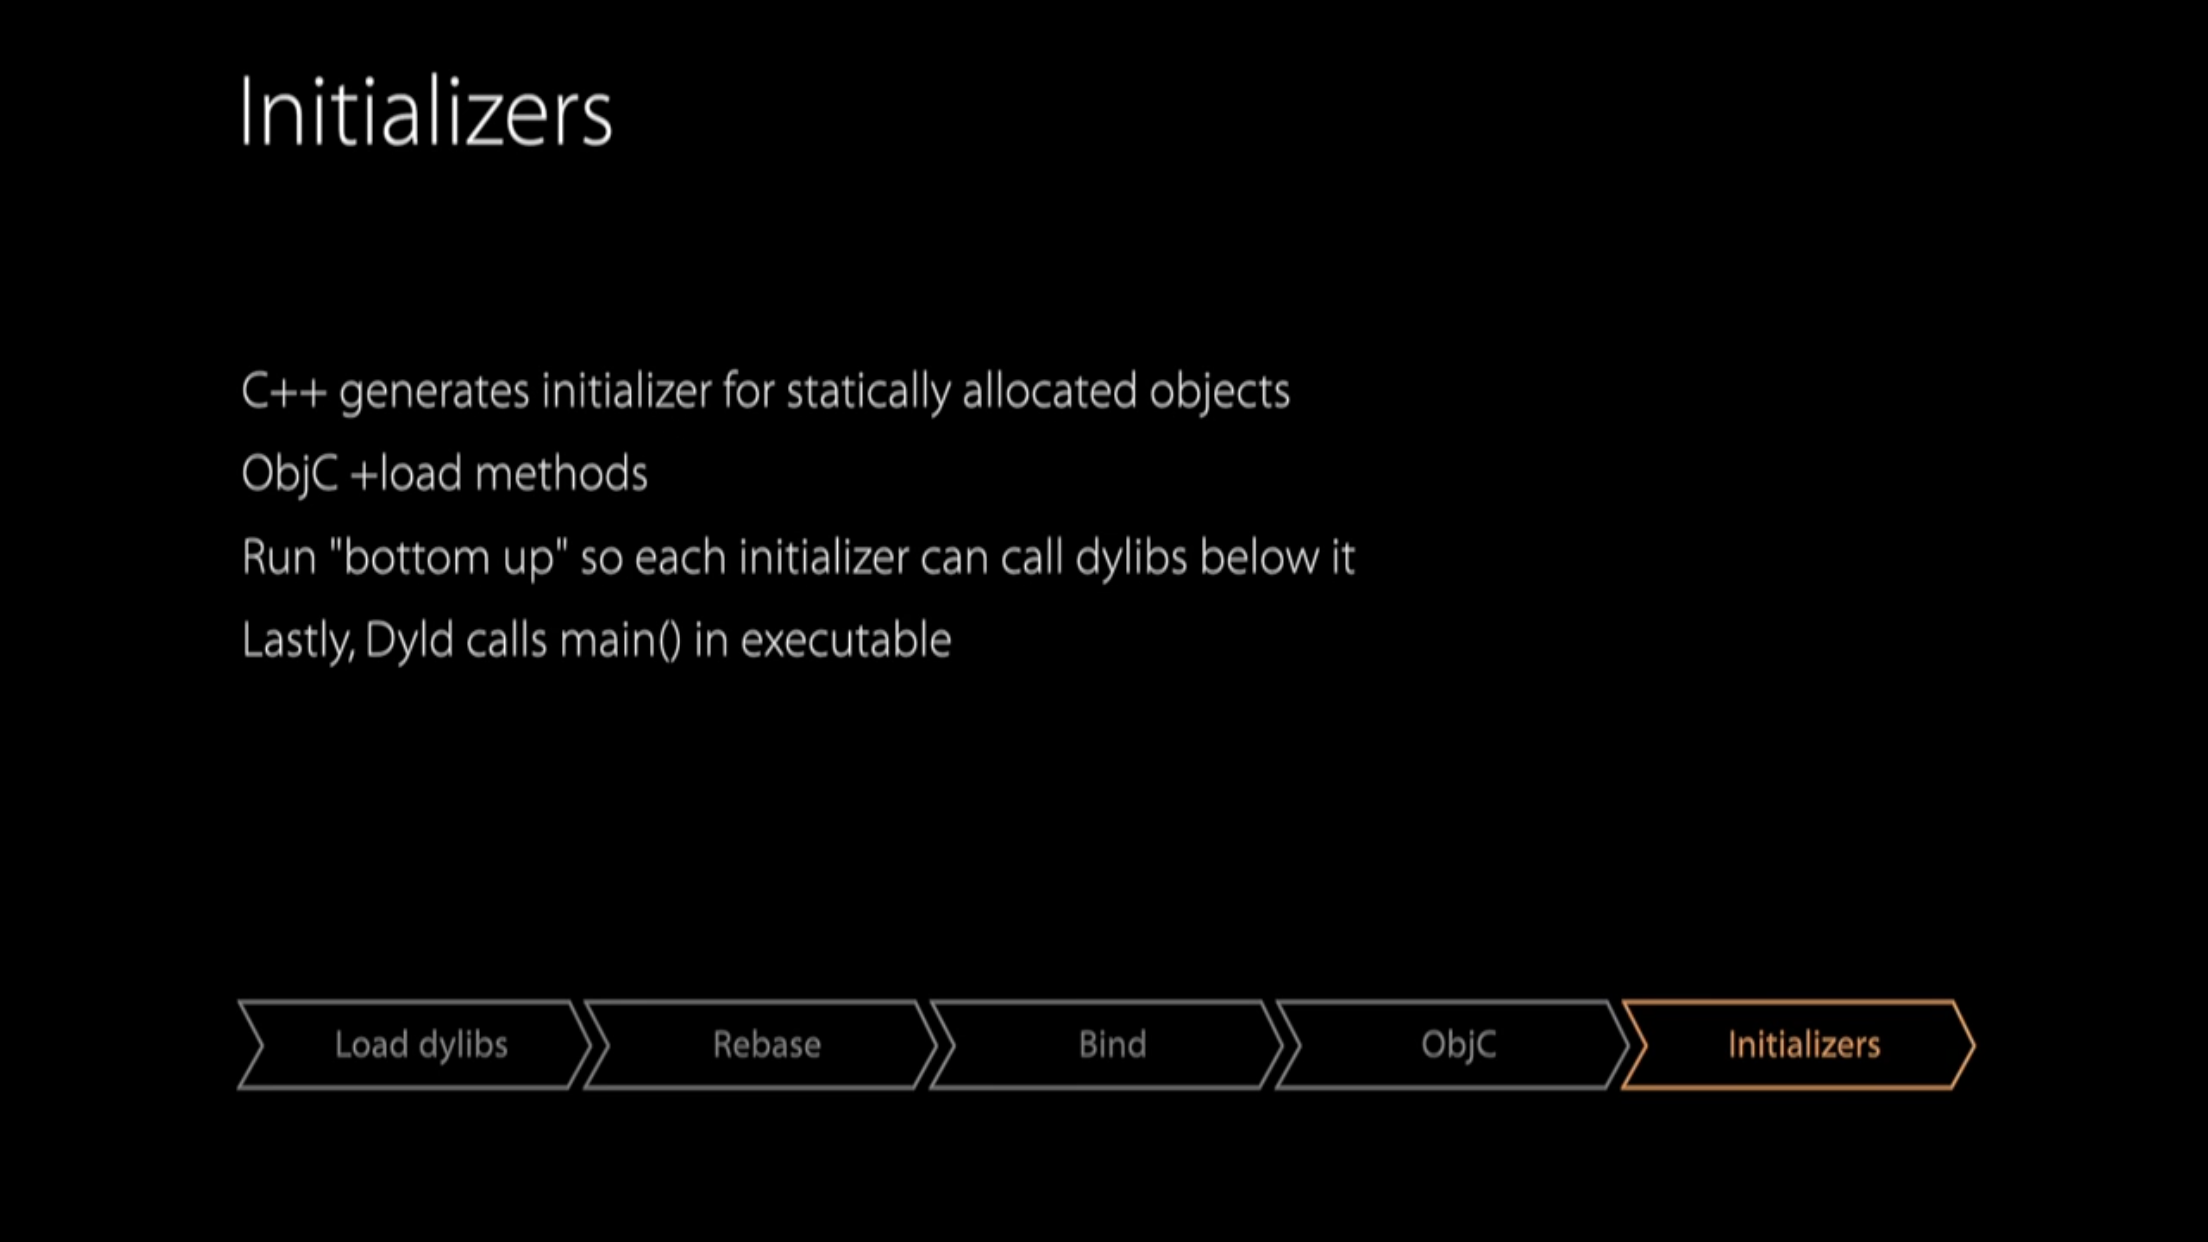 Initializers
C++ generates initializer for statically allocated objects
ObjC +load methods
Run "bottom up" so each initializer can call dylibs below it
Lastly, Dyld calls main() in executable
Load dylibs
Rebase
Bind
ObjC
Initializers